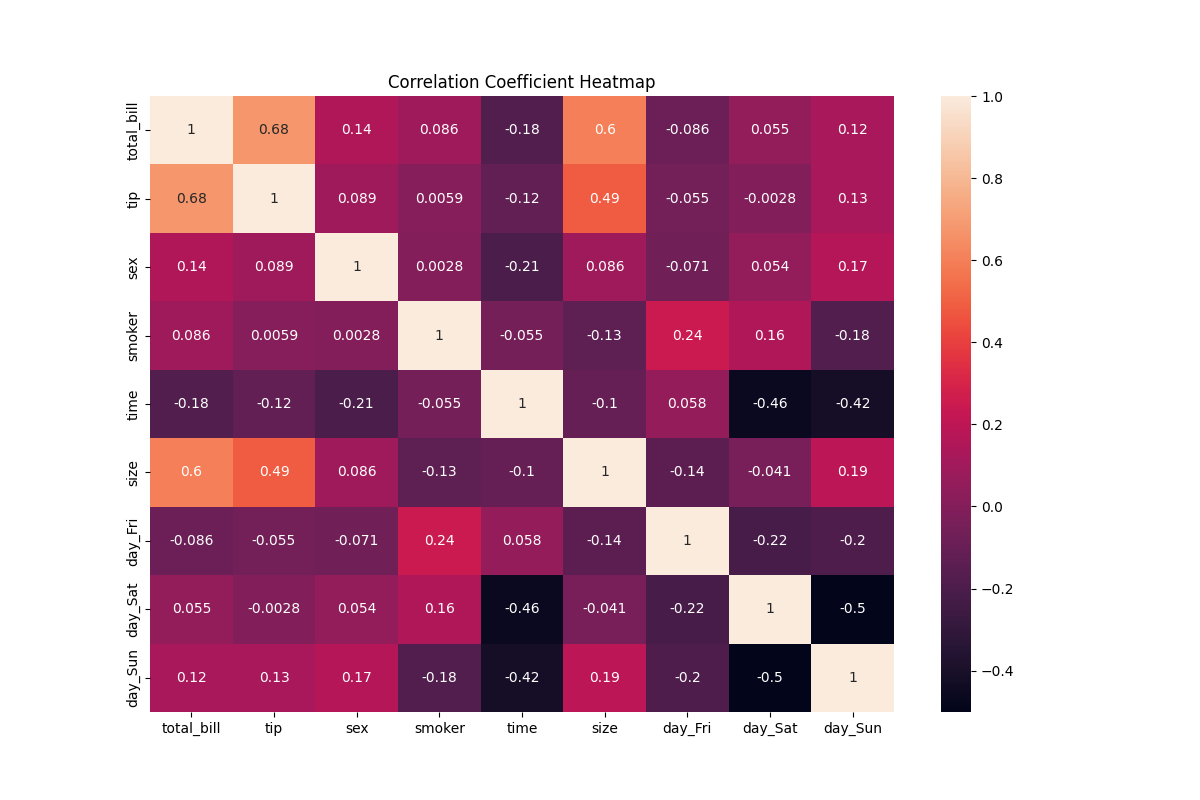 Correlation Coefficient Heatmap
total_bill 1 0.68 0.14 0.086 -0.18 0.6 -0.086 0.055 0.12
tip 0.68 1 0.089 0.0059 -0.12 0.49 -0.055 -0.0028 0.13
sex 0.14 0.089 1 0.0028 -0.21 0.086 -0.071 0.054 0.17
smoker 0.086 0.0059 0.0028 1 -0.055 -0.13 0.24 0.16 -0.18
time -0.18 -0.12 -0.21 -0.055 1 -0.1 0.058 -0.46 -0.42
size 0.6 0.49 0.086 -0.13 -0.1 1 -0.14 -0.041 0.19
day_Fri -0.086 -0.055 -0.071 0.24 0.058 -0.14 1 -0.22 -0.2
day_Sat 0.055 -0.0028 0.054 0.16 -0.46 -0.041 -0.22 1 -0.5
day_Sun 0.12 0.13 0.17 -0.18 -0.42 0.19 -0.2 -0.5 1
total_bill tip sex smoker time size day_Fri day_Sat day_Sun
1.0
0.8
0.6
0.4
0.2
0.0
−0.2
−0.4